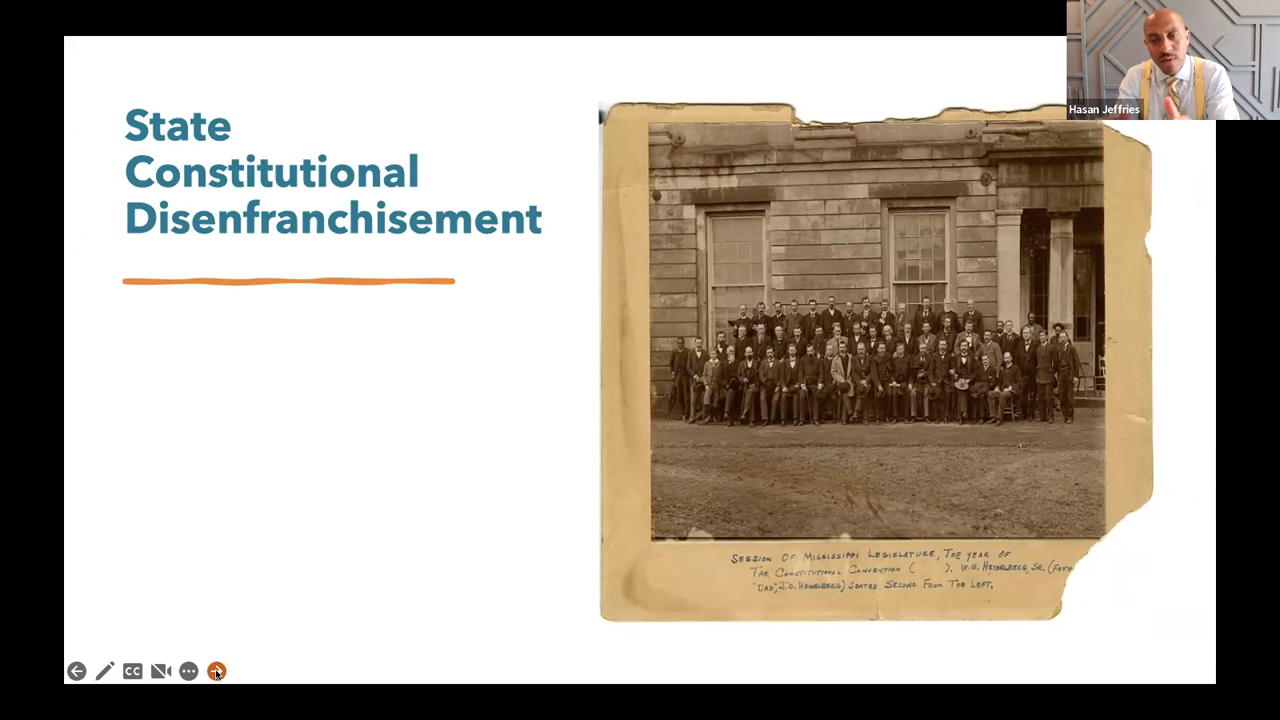 State
Constitutional
Disenfranchisement
Hasan Jeffries
SESSION OF MISSISSIPPI LEGISLATURE, THE YEAR OF
THE CONSTITUTIONAL CONVENTION ( ). W.W. HEIDELBERG, SR. (FATH
"DAD", J.O. HEIDELBERG) SEATED SECOND FROM THE LEFT.
CC